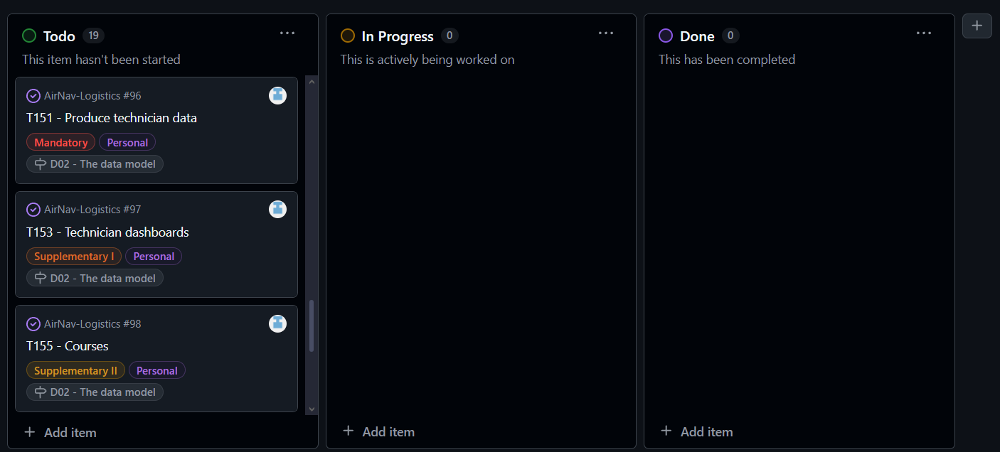 Todo 19
This item hasn't been started
AirNav-Logistics #96
T151 - Produce technician data
Mandatory Personal
D02 - The data model
AirNav-Logistics #97
T153 - Technician dashboards
Supplementary I Personal
D02 - The data model
AirNav-Logistics #98
T155 - Courses
Supplementary II Personal
D02 - The data model
+ Add item
In Progress 0
This is actively being worked on
+ Add item
Done 0
This has been completed
+ Add item